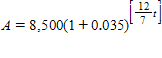 A = 8,500(1+0.035)^[12/7 t]